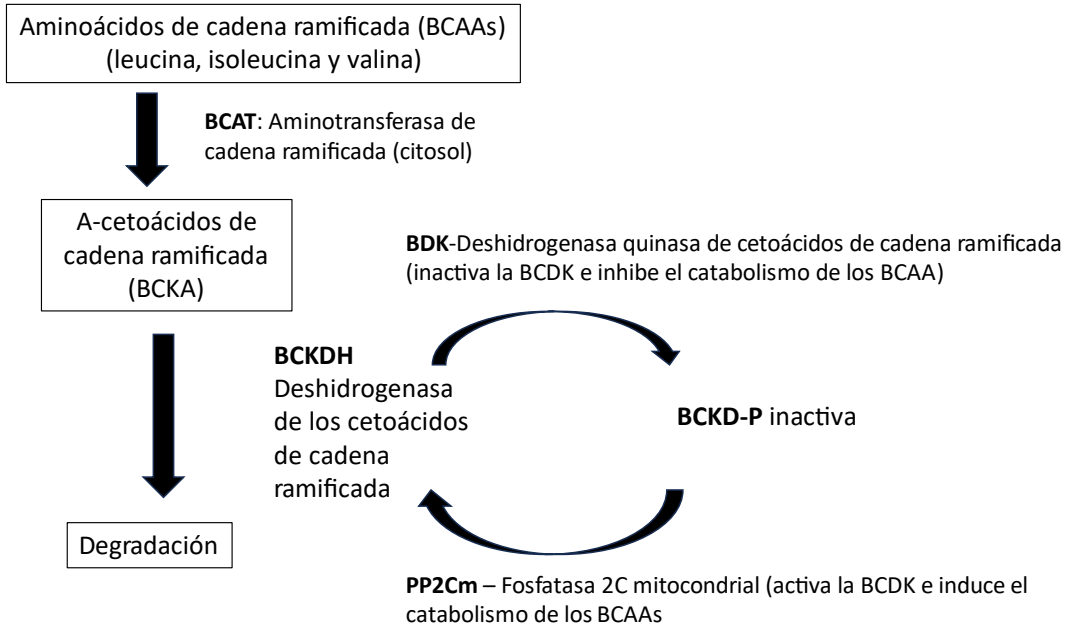 Aminoácidos de cadena ramificada (BCAAs)
(leucina, isoleucina y valina)
BCAT: Aminotransferasa de
cadena ramificada (citosol)
A-cetoácidos de
cadena ramificada
(BCKA)
BDK-Deshidrogenasa quinasa de cetoácidos de cadena ramificada
(inactiva la BCDK e inhibe el catabolismo de los BCAA)
BCKDH
Deshidrogenasa
de los cetoácidos
de cadena
ramificada
BCKD-P inactiva
Degradación
PP2Cm – Fosfatasa 2C mitocondrial (activa la BCDK e induce el
catabolismo de los BCAAs